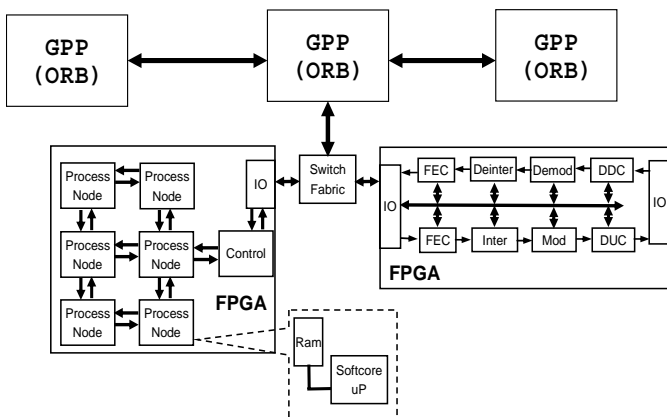 GPP
(ORB)
GPP
(ORB)
GPP
(ORB)
Process
Node
Process
Node
IO
Switch
Fabric
IO
FEC
Deinter
Demod
DDC
IO
Process
Node
Process
Node
Control
FEC
Inter
Mod
DUC
FPGA
FPGA
Process
Node
Process
Node
Ram
Softcore
uP